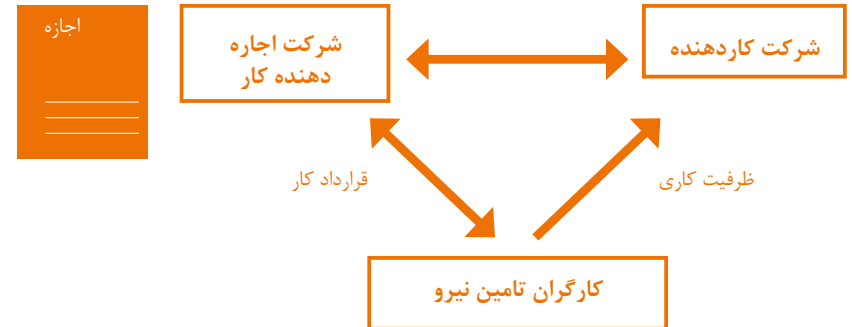 اجازه
شرکت اجاره
دهنده کار
شرکت کاردهنده
قرارداد کار
ظرفیت کاری
کارگران تامین نیرو